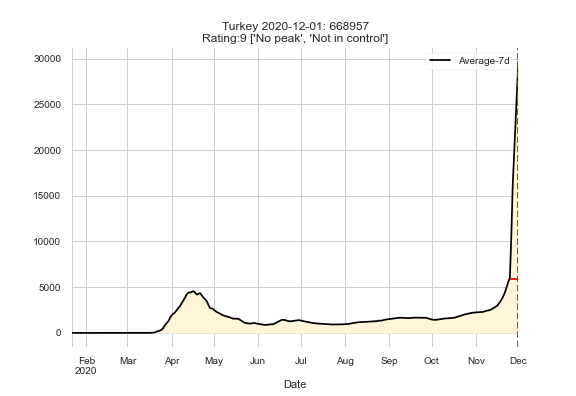 Turkey 2020-12-01: 668957
Rating:9 ['No peak', 'Not in control']
Average-7d
30000
25000
20000
15000
10000
5000
0
Feb Mar Apr May Jun Jul Aug Sep Oct Nov Dec
2020
Date